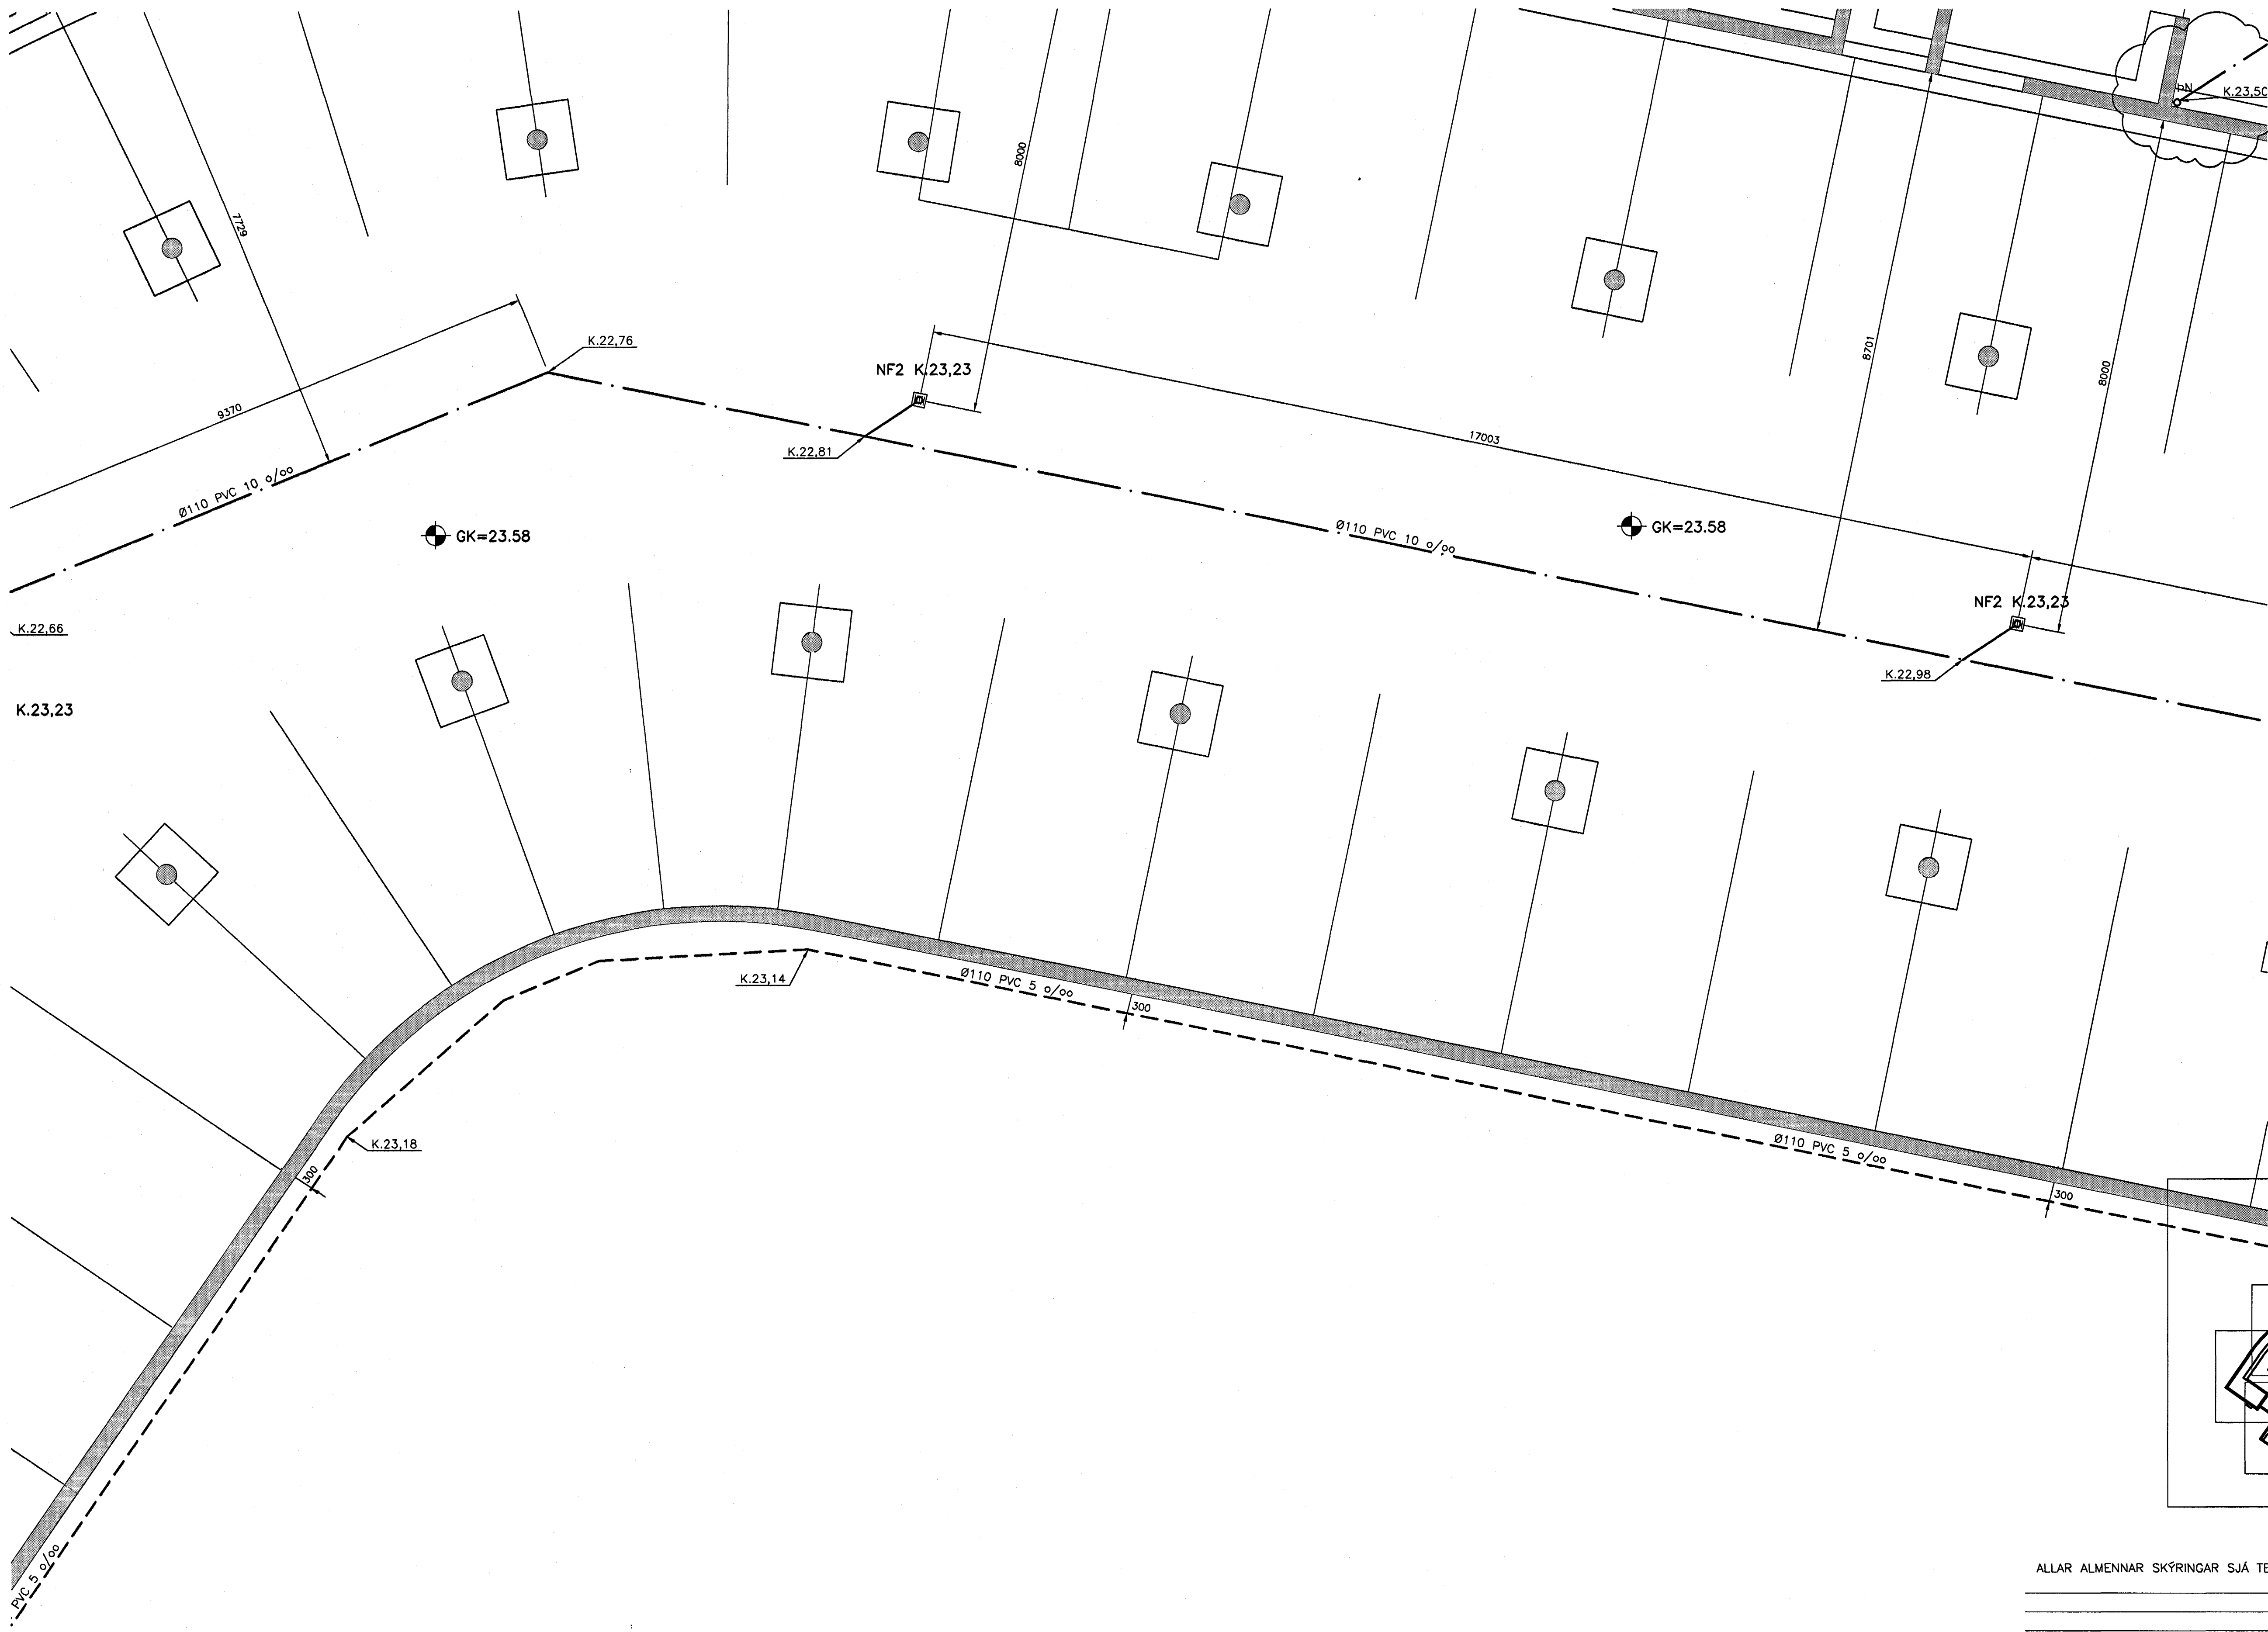 ÞN
K.23,50
8000
7729
K.22,76
8701
8000
NF2 K.23,23
9370
17003
K.22,81
Ø110 PVC 10 o/oo
GK=23.58
Ø110 PVC 10 o/oo
GK=23.58
NF2 K.23,23
K.22,66
K.22,98
K.23,23
K.23,14
Ø110 PVC 5 o/oo
300
K.23,18
Ø110 PVC 5 o/oo
300
300
PVC 5 o/oo
ALLAR ALMENNAR SKÝRINGAR SJÁ TE